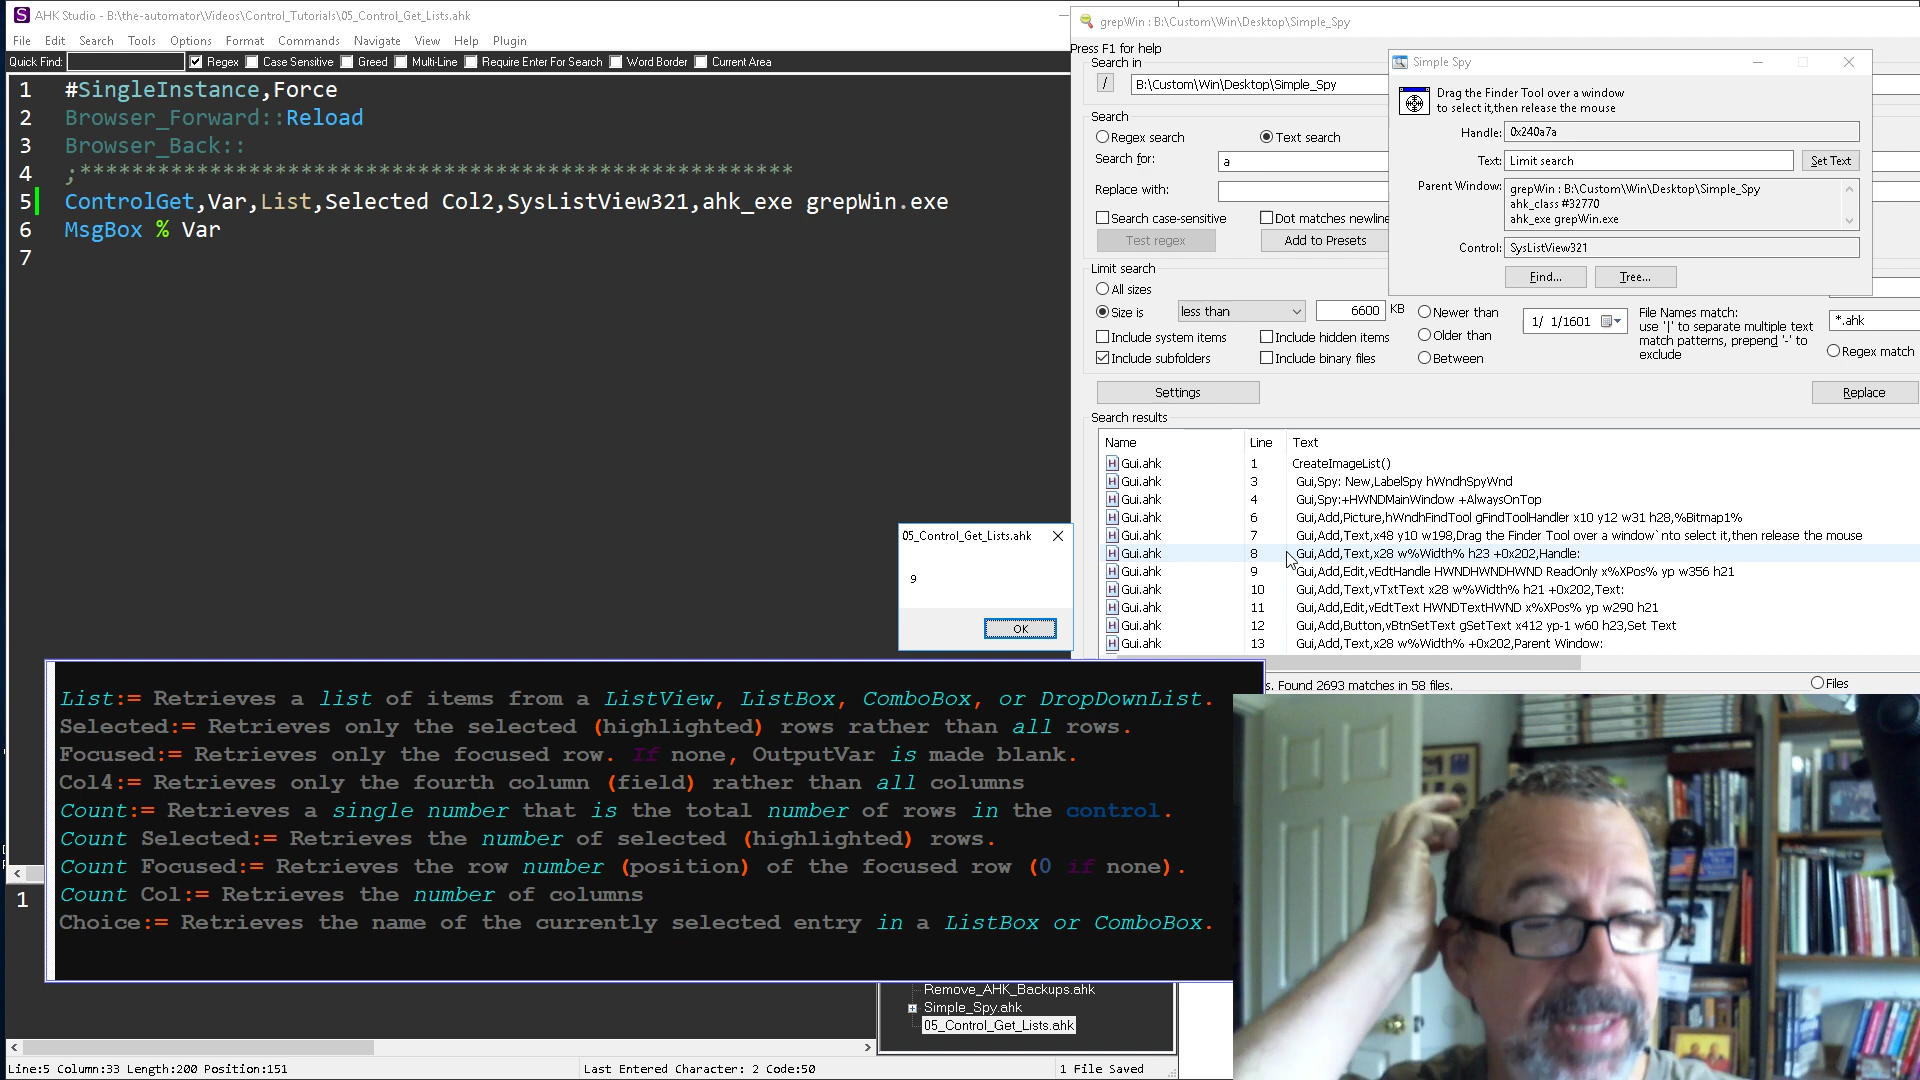 AHK Studio - B:\the-automator\Videos\Control_Tutorials\05_Control_Get_Lists.ahk
File Edit Search Tools Options Format Commands Navigate View Help Plugin
Quick Find: Regex Case Sensitive Greed Multi-Line Require Enter For Search Word Border Current Area
1 #SingleInstance,Force
2 Browser_Forward::Reload
3 Browser_Back::
4 ;*******************************************************
5 ControlGet,Var,List,Selected Col2,SysListView321,ahk_exe grepWin.exe
6 MsgBox % Var
7
grepWin : B:\Custom\Win\Desktop\Simple_Spy
Press F1 for help
Search in
/ B:\Custom\Win\Desktop\Simple_Spy
Search
Regex search Text search
Search for: a
Replace with:
Search case-sensitive Dot matches newline
Test regex Add to Presets
Limit search
All sizes
Size is less than 6600 KB
Include system items Include hidden items
Include subfolders Include binary files
Newer than
Older than
Between
1/ 1/1601
File Names match:
use '|' to separate multiple text
match patterns, prepend '-' to
exclude
*.ahk
Regex match
Settings
Replace
Simple Spy
Drag the Finder Tool over a window
to select it,then release the mouse
Handle: 0x240a7a
Text: Limit search Set Text
Parent Window: grepWin : B:\Custom\Win\Desktop\Simple_Spy
ahk_class #32770
ahk_exe grepWin.exe
Control: SysListView321
Find... Tree...
Search results
Name Line Text
Gui.ahk 1 CreateImageList()
Gui.ahk 3 Gui,Spy: New,LabelSpy hWndhSpyWnd
Gui.ahk 4 Gui,Spy:+HWNDMainWindow +AlwaysOnTop
Gui.ahk 6 Gui,Add,Picture,hWndhFindTool gFindToolHandler x10 y12 w31 h28,%Bitmap1%
Gui.ahk 7 Gui,Add,Text,x48 y10 w198,Drag the Finder Tool over a window`nto select it,then release the mouse
Gui.ahk 8 Gui,Add,Text,x28 w%Width% h23 +0x202,Handle:
Gui.ahk 9 Gui,Add,Edit,vEdtHandle HWNDHWNDHWND ReadOnly x%XPos% yp w356 h21
Gui.ahk 10 Gui,Add,Text,vTxtText x28 w%Width% h21 +0x202,Text:
Gui.ahk 11 Gui,Add,Edit,vEdtText HWNDTextHWND x%XPos% yp w290 h21
Gui.ahk 12 Gui,Add,Button,vBtnSetText gSetText x412 yp-1 w60 h23,Set Text
Gui.ahk 13 Gui,Add,Text,x28 w%Width% +0x202,Parent Window:
s. Found 2693 matches in 58 files.
Files
05_Control_Get_Lists.ahk
9
OK
List:= Retrieves a list of items from a ListView, ListBox, ComboBox, or DropDownList.
Selected:= Retrieves only the selected (highlighted) rows rather than all rows.
Focused:= Retrieves only the focused row. If none, OutputVar is made blank.
Col4:= Retrieves only the fourth column (field) rather than all columns
Count:= Retrieves a single number that is the total number of rows in the control.
Count Selected:= Retrieves the number of selected (highlighted) rows.
Count Focused:= Retrieves the row number (position) of the focused row (0 if none).
Count Col:= Retrieves the number of columns
Choice:= Retrieves the name of the currently selected entry in a ListBox or ComboBox.
1
Remove_AHK_Backups.ahk
Simple_Spy.ahk
05_Control_Get_Lists.ahk
Line:5 Column:33 Length:200 Position:151 Last Entered Character: 2 Code:50 1 File Saved